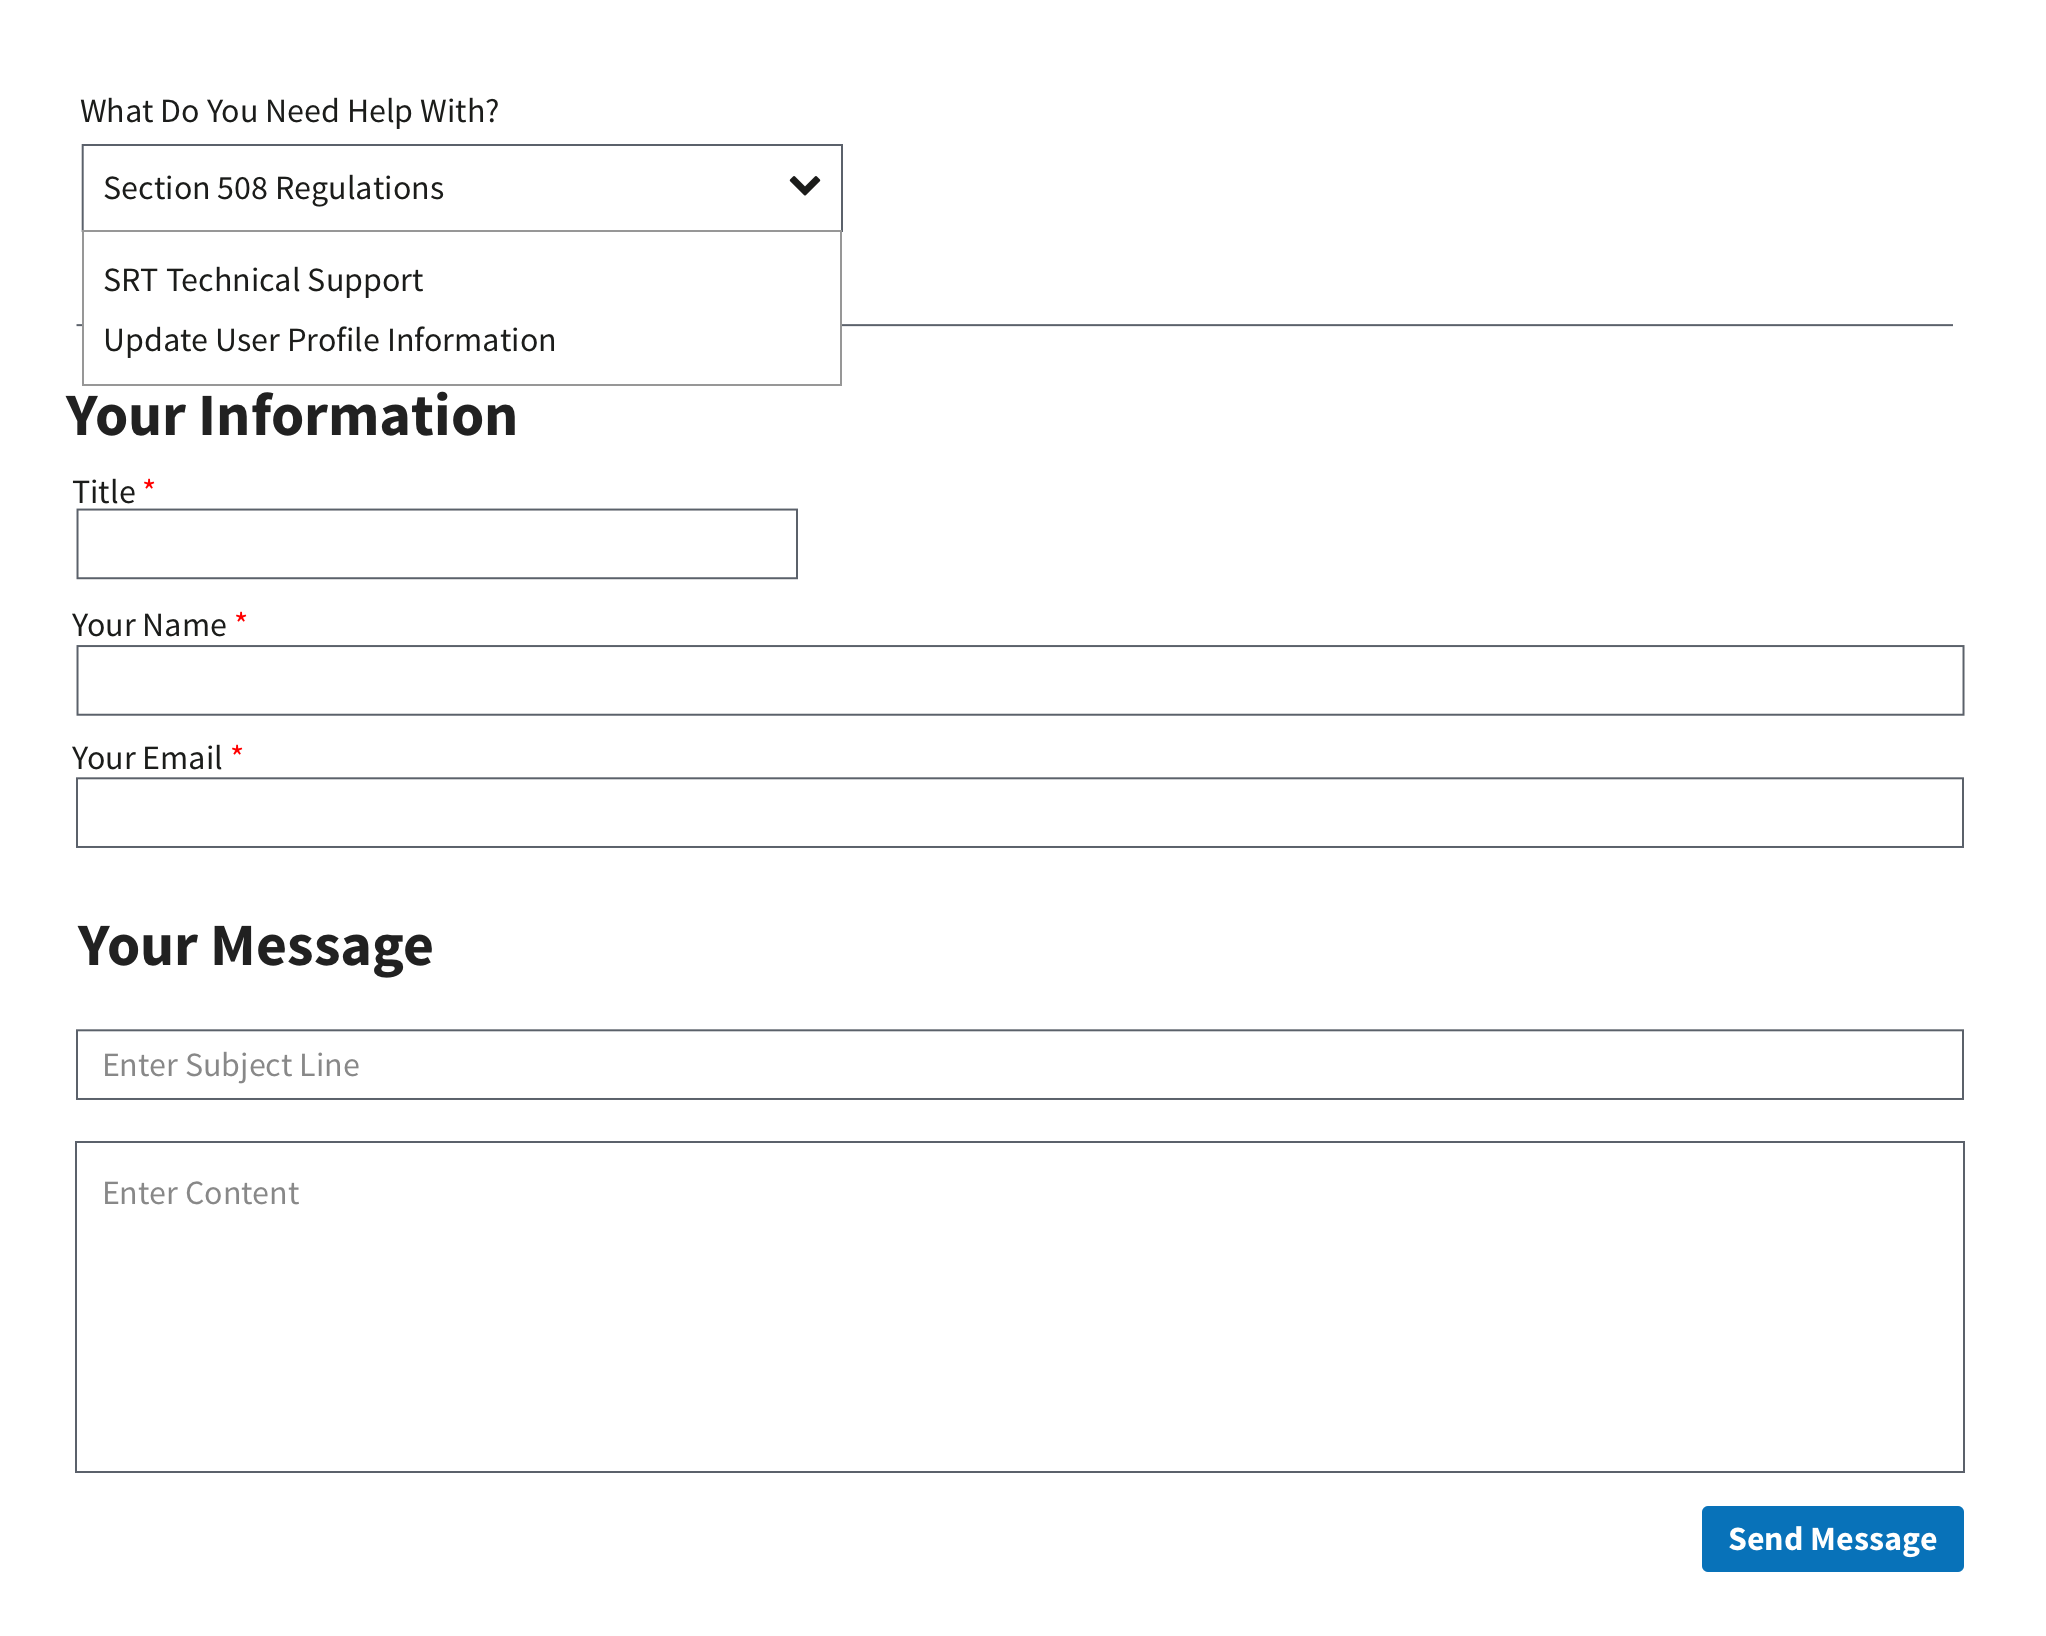 What Do You Need Help With?
Section 508 Regulations
SRT Technical Support
Update User Profile Information
Your Information
Title *
Your Name *
Your Email *
Your Message
Enter Subject Line
Enter Content
Send Message